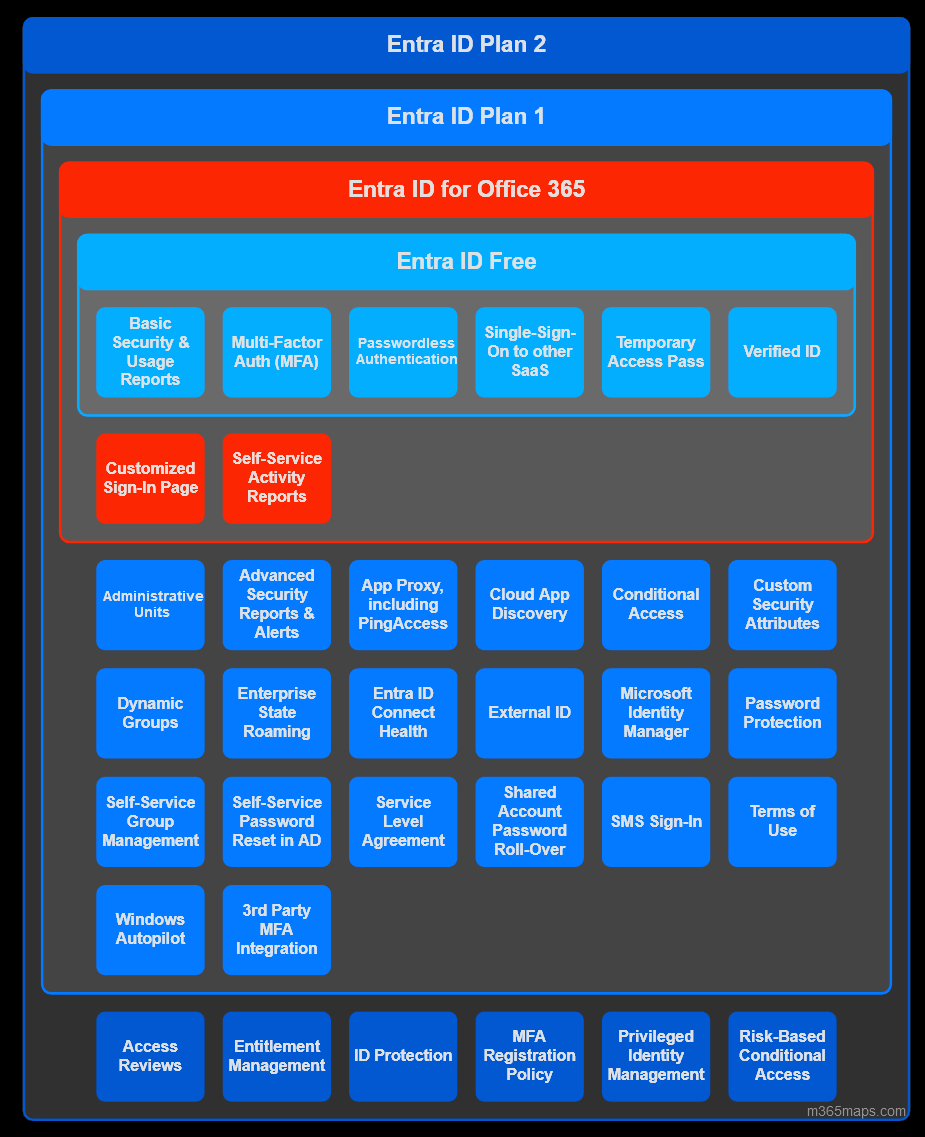 Entra ID Plan 2
Entra ID Plan 1
Entra ID for Office 365
Entra ID Free
Basic
Security &
Usage
Reports
Multi-Factor
Auth (MFA)
Passwordless
Authentication
Single-Sign-
On to other
SaaS
Temporary
Access Pass
Verified ID
Customized
Sign-In Page
Self-Service
Activity
Reports
Administrative
Units
Advanced
Security
Reports &
Alerts
App Proxy,
including
PingAccess
Cloud App
Discovery
Conditional
Access
Custom
Security
Attributes
Dynamic
Groups
Enterprise
State
Roaming
Entra ID
Connect
Health
External ID
Microsoft
Identity
Manager
Password
Protection
Self-Service
Group
Management
Self-Service
Password
Reset in AD
Service
Level
Agreement
Shared
Account
Password
Roll-Over
SMS Sign-In
Terms of
Use
Windows
Autopilot
3rd Party
MFA
Integration
Access
Reviews
Entitlement
Management
ID Protection
MFA
Registration
Policy
Privileged
Identity
Management
Risk-Based
Conditional
Access
m365maps.com